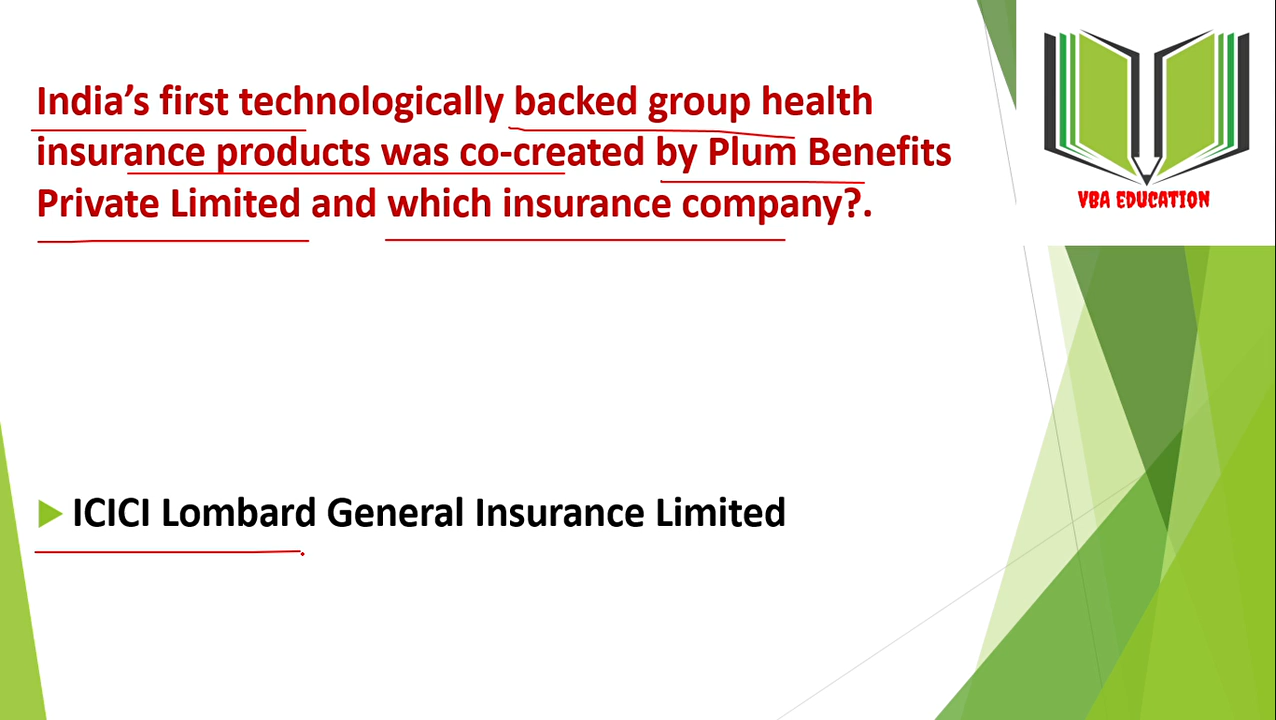 India's first technologically backed group health
insurance products was co-created by Plum Benefits
Private Limited and which insurance company?.
VBA EDUCATION
ICICI Lombard General Insurance Limited